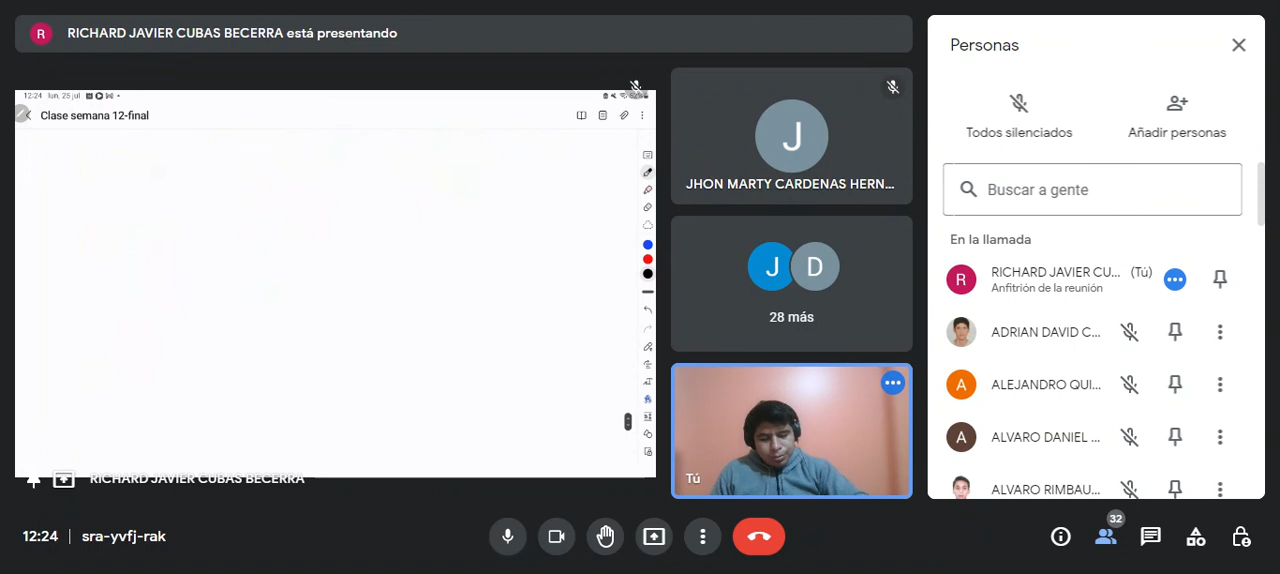 R RICHARD JAVIER CUBAS BECERRA está presentando
12:24 lun, 25 jul
Clase semana 12-final
RICHARD JAVIER CUBAS BECERRA
J
JHON MARTY CARDENAS HERN...
J D
28 más
Tú
Personas
Todos silenciados
Añadir personas
Buscar a gente
En la llamada
R RICHARD JAVIER CU... (Tú)
Anfitrión de la reunión
ADRIAN DAVID C...
A ALEJANDRO QUI...
A ALVARO DANIEL ...
ALVARO RIMBAU...
12:24 | sra-yvfj-rak
32